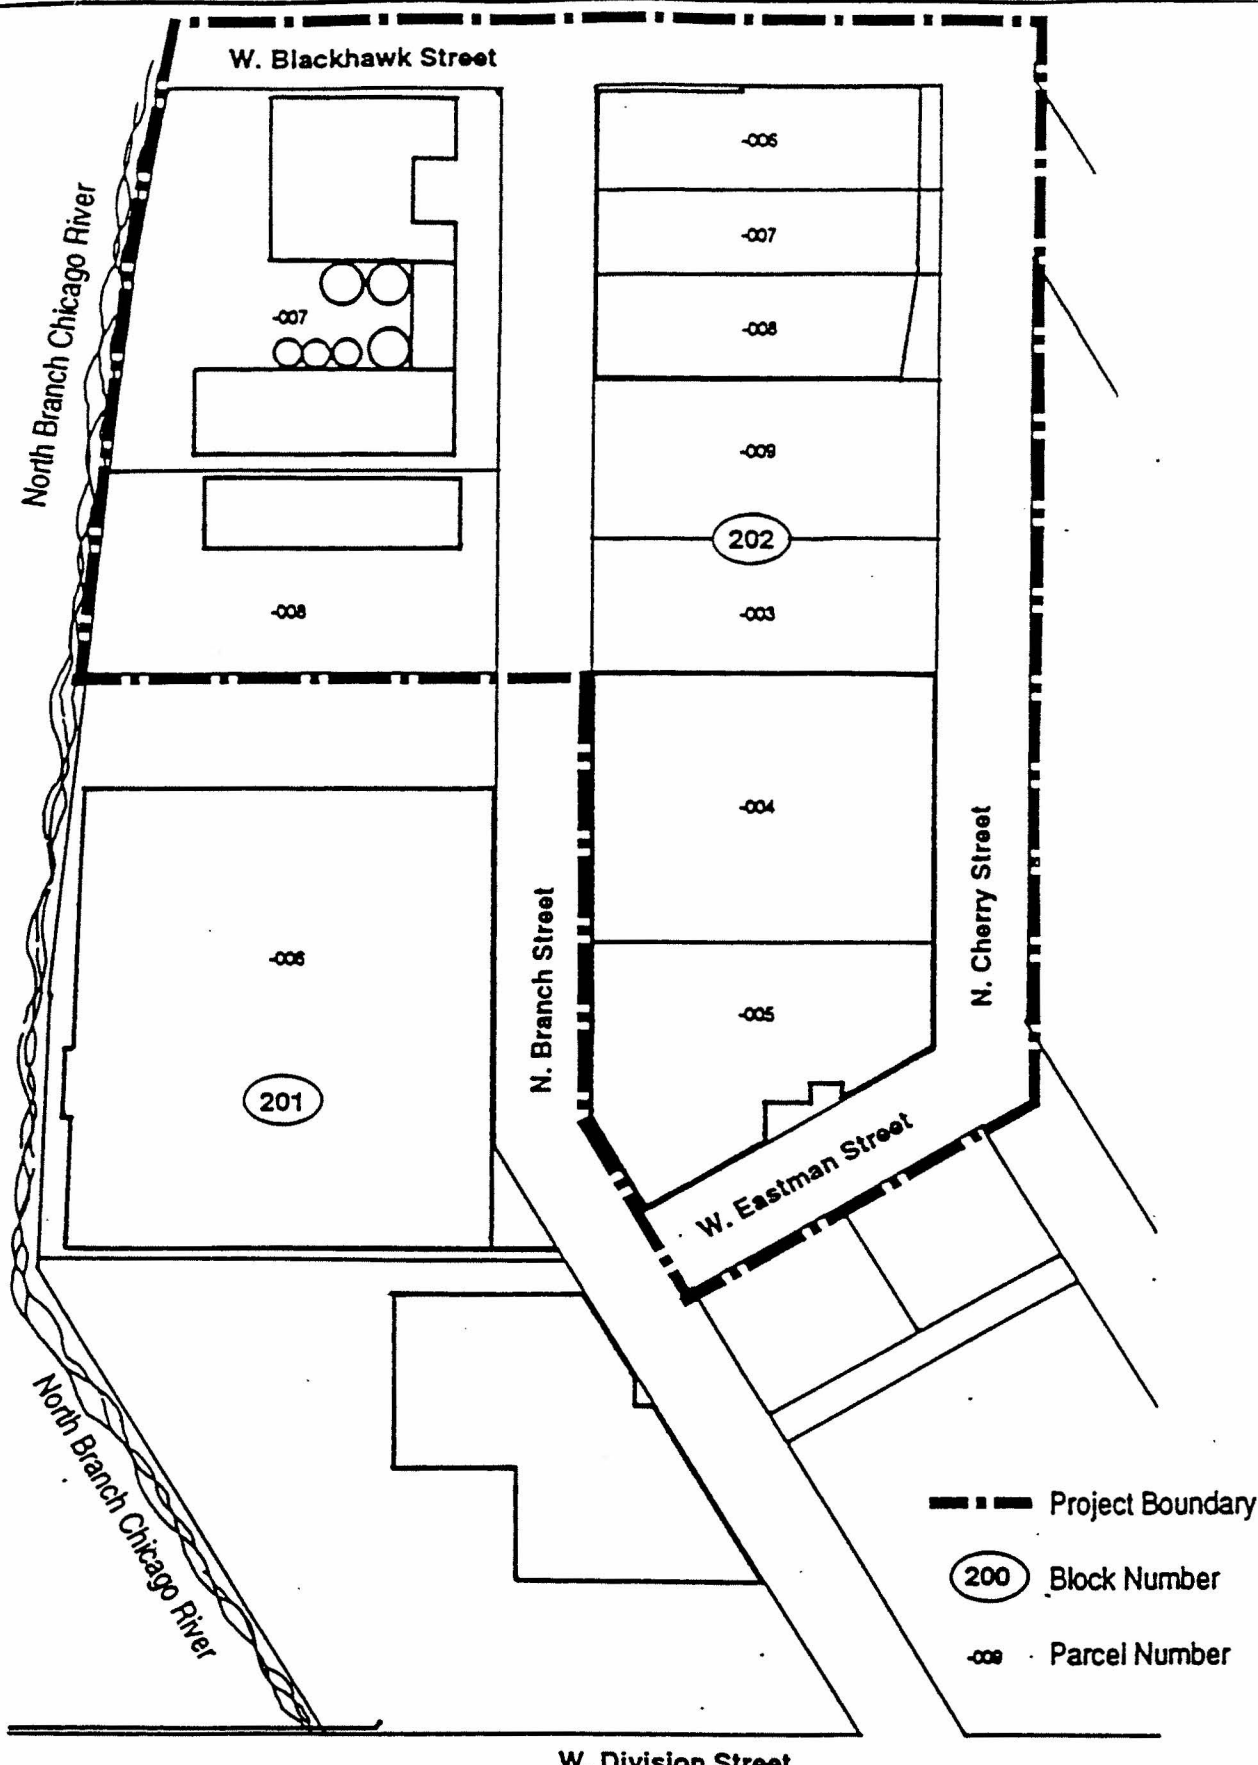 W. Blackhawk Street
-006
-007
North Branch Chicago River
-007
-008
-009
202
-008
-003
-004
N. Cherry Street
N. Branch Street
-006
-005
201
W. Eastman Street
North Branch Chicago River
Project Boundary
200 Block Number
-009 Parcel Number
W. Division Street